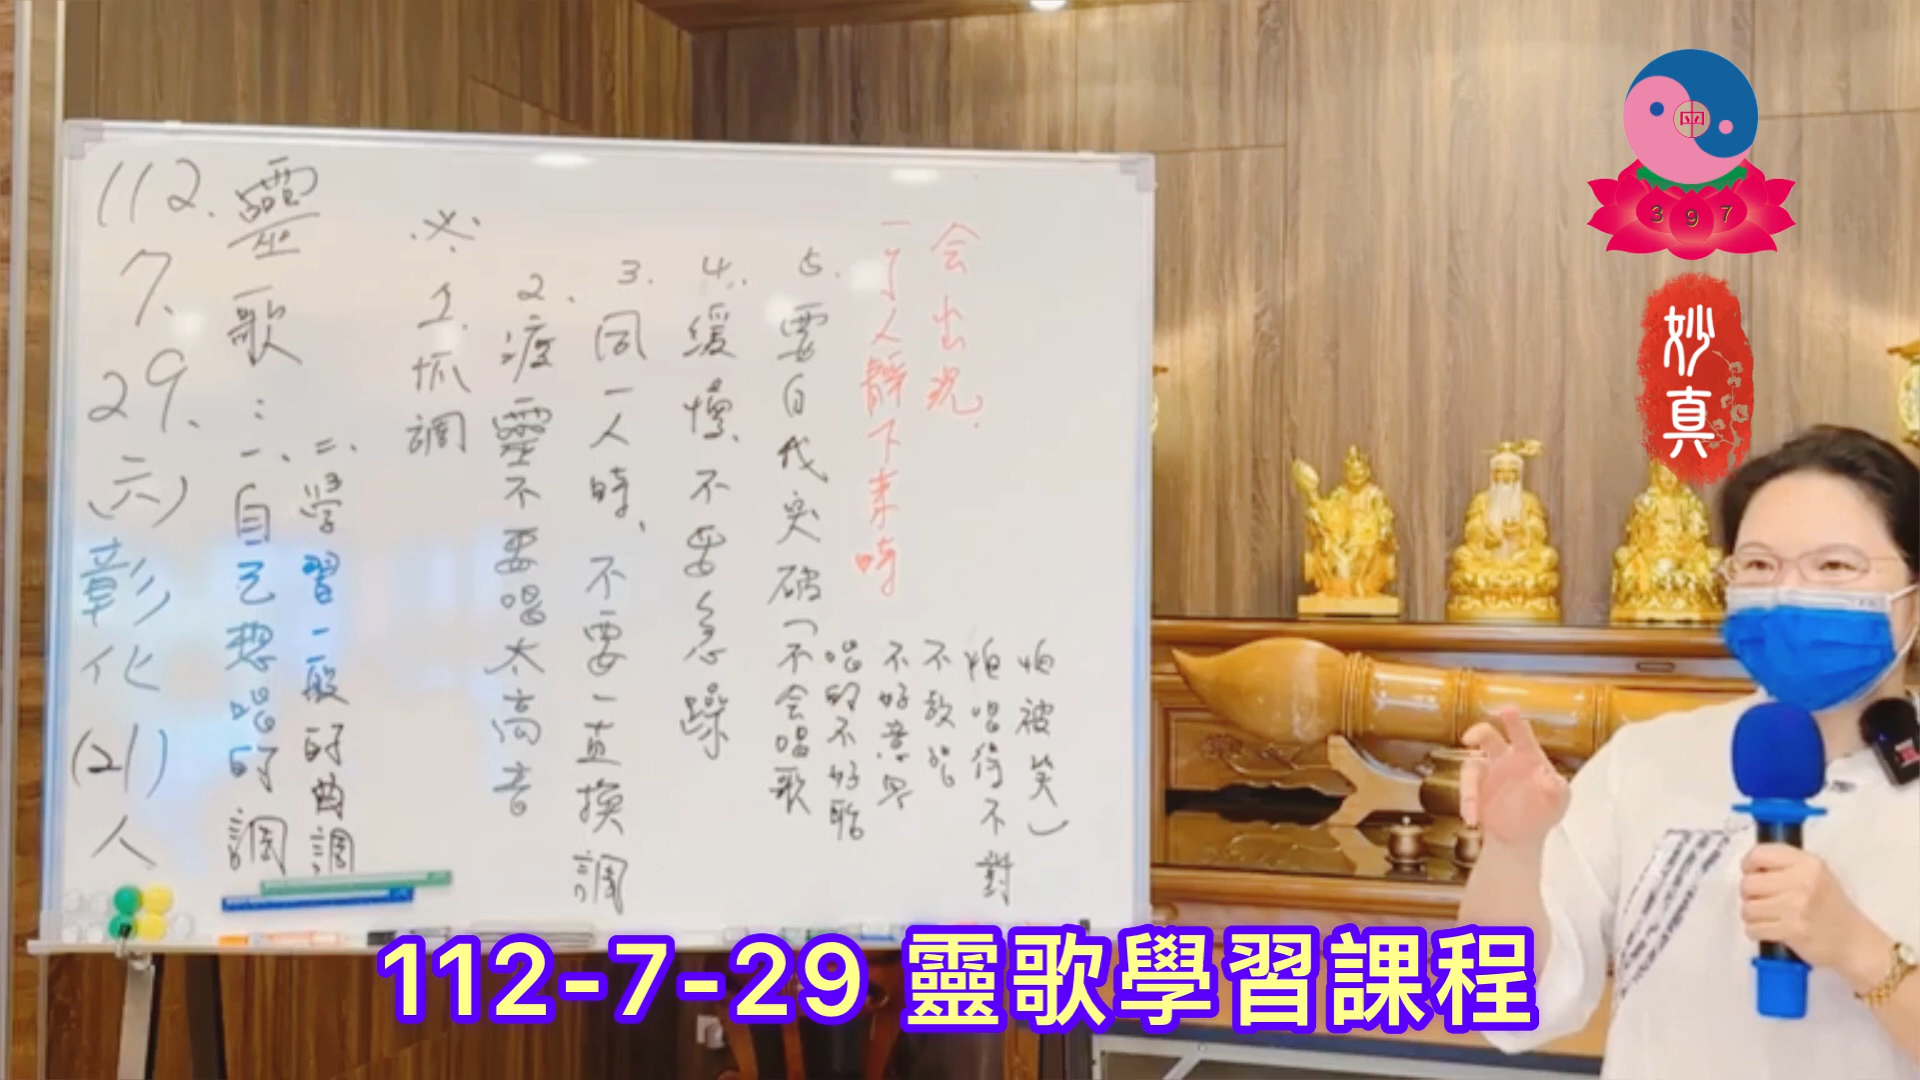 112.
7.
29.
(六)
彰
化
(21)
人
靈歌：一、自己想唱的調
二、學習一般的曲調
※
1.抓調
2.渡靈不要唱太高音
3.同一人時、不要一直換調
4.緩慢、不要急躁
5.要自我突破(不会唱歌
唱的不好聽
不好意思
不敢唱
怕唱得不對
怕被笑)
一个人靜下來時
会出現.
397
妙真
112-7-29 靈歌學習課程